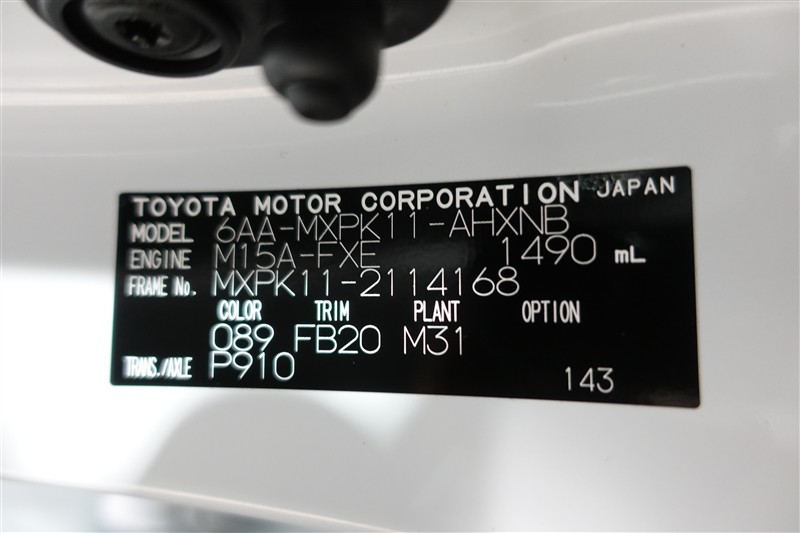 TOYOTA MOTOR CORPORATION JAPAN
MODEL 6AA-MXPK11-AHXNB
ENGINE M15A-FXE 1490 mL
FRAME No. MXPK11-2114168
COLOR TRIM PLANT OPTION
089 FB20 M31
TRANS./AXLE P910
143